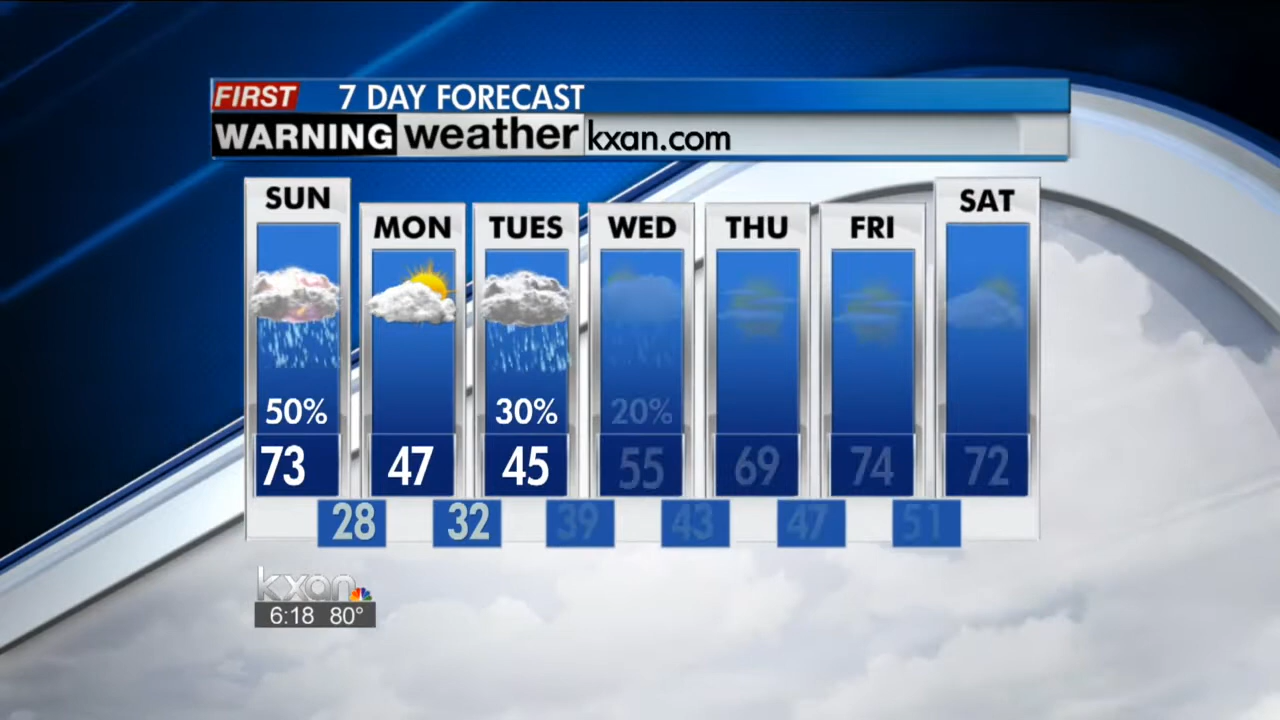 FIRST 7 DAY FORECAST
WARNING weather kxan.com
SUN MON TUES WED THU FRI SAT
50% 30% 20%
73 47 45 55 69 74 72
28 32 39 43 47 51
kxan
6:18 80°